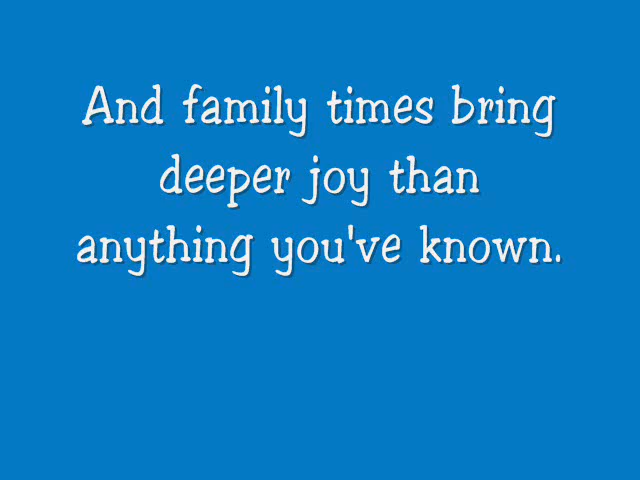 And family times bring
deeper joy than
anything you've known.